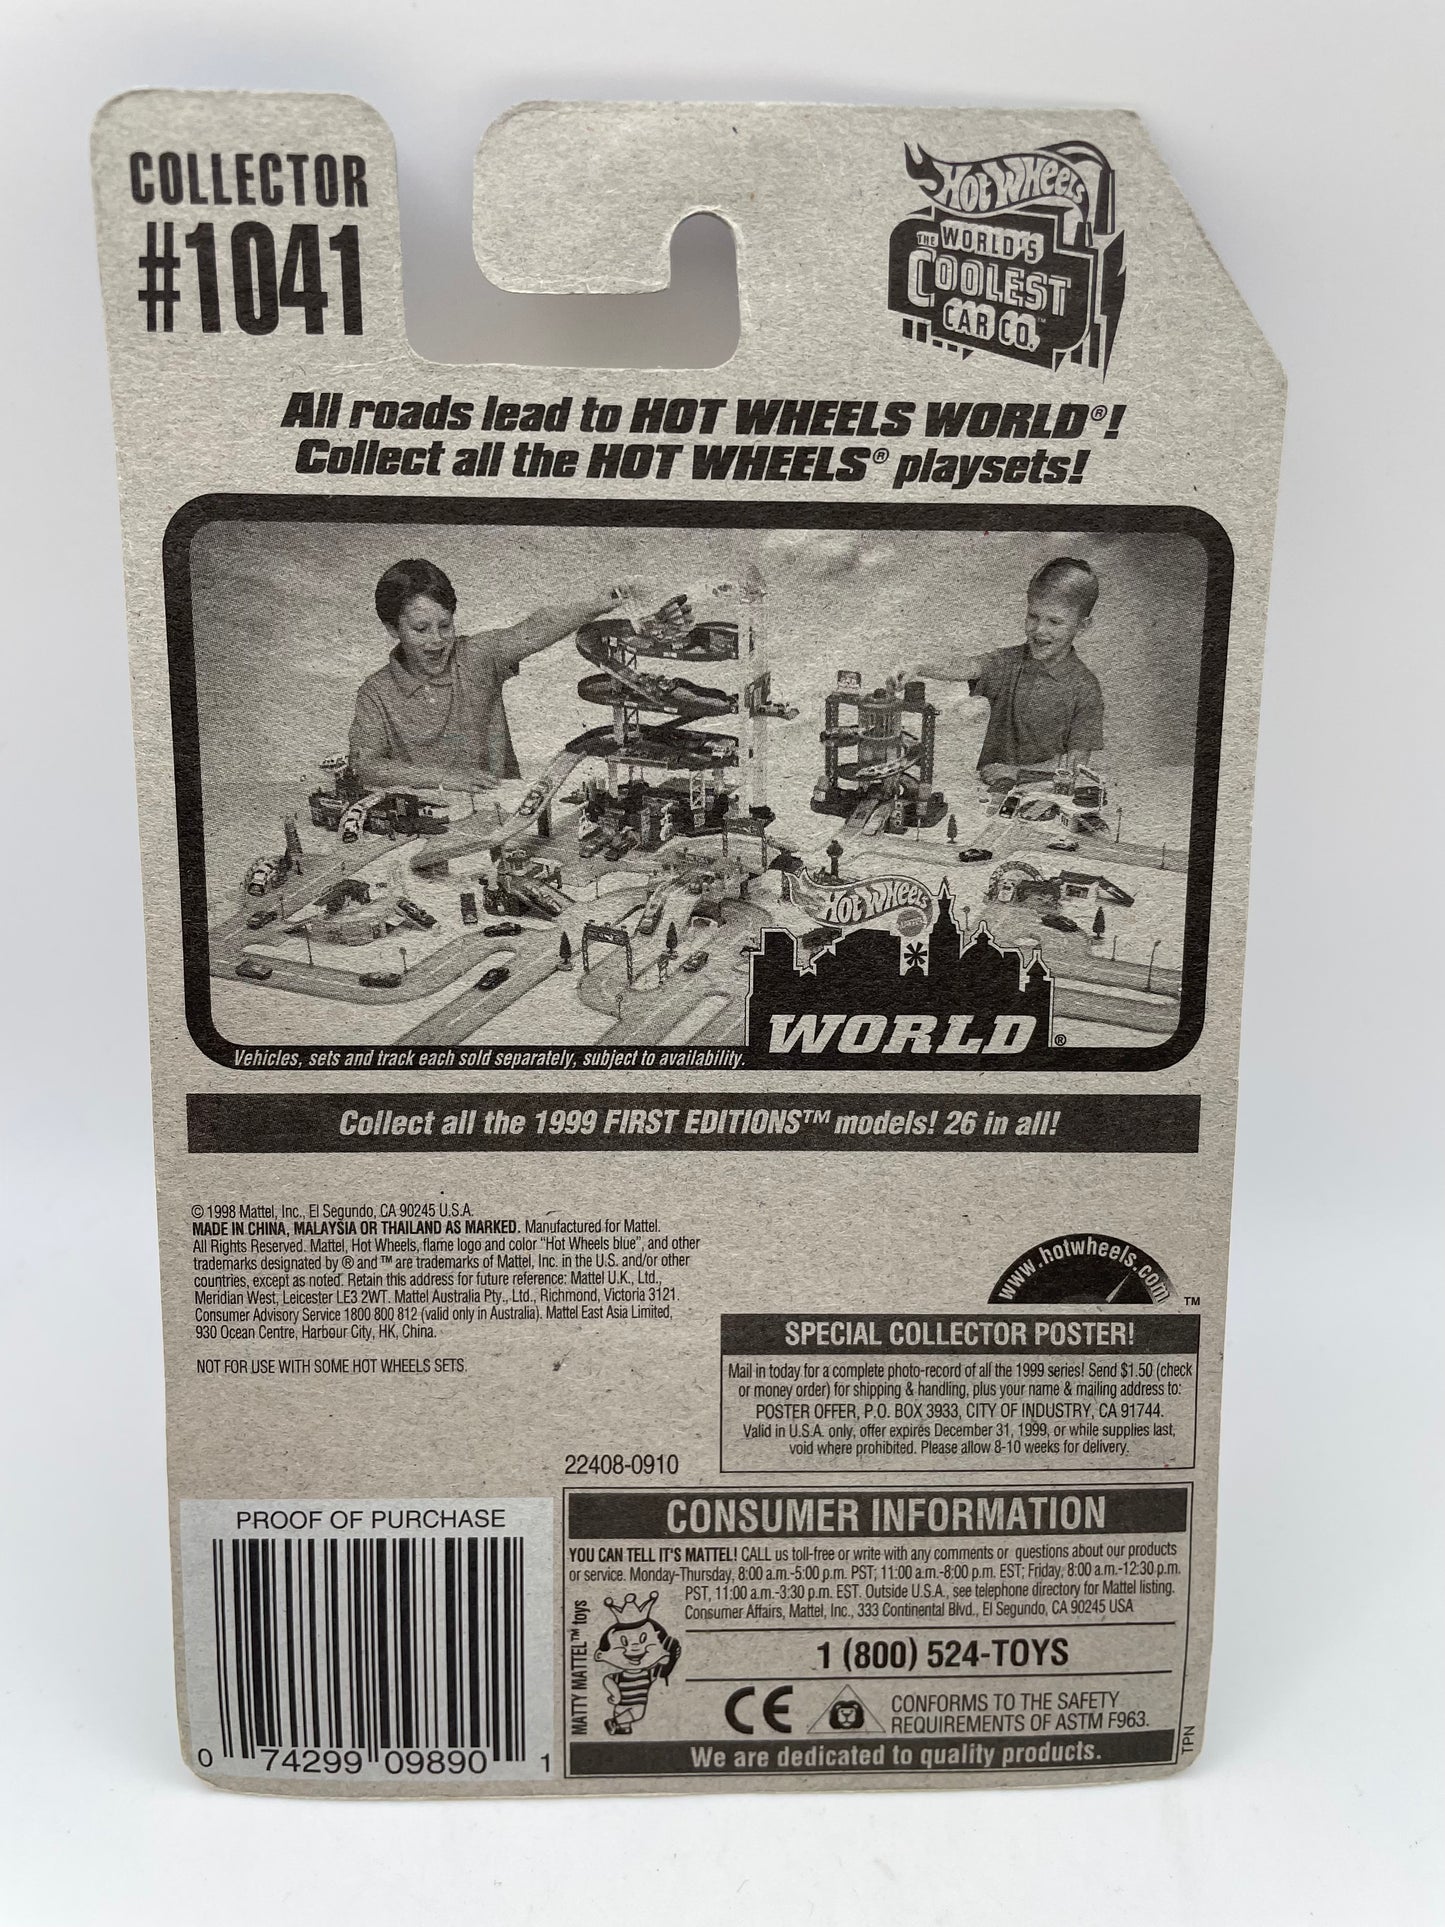 COLLECTOR
#1041
HOT WHEELS
THE WORLD'S
COOLEST
CAR CO.™
All roads lead to HOT WHEELS WORLD®!
Collect all the HOT WHEELS® playsets!
HOT WHEELS
WORLD®
Vehicles, sets and track each sold separately, subject to availability.
Collect all the 1999 FIRST EDITIONS™ models! 26 in all!
© 1998 Mattel, Inc., El Segundo, CA 90245 U.S.A.
MADE IN CHINA, MALAYSIA OR THAILAND AS MARKED. Manufactured for Mattel.
All Rights Reserved. Mattel, Hot Wheels, flame logo and color "Hot Wheels blue", and other
trademarks designated by ® and ™ are trademarks of Mattel, Inc. in the U.S. and/or other
countries, except as noted. Retain this address for future reference: Mattel U.K., Ltd.,
Meridian West, Leicester LE3 2WT. Mattel Australia Pty., Ltd., Richmond, Victoria 3121.
Consumer Advisory Service 1800 800 812 (valid only in Australia). Mattel East Asia Limited,
930 Ocean Centre, Harbour City, HK, China.
NOT FOR USE WITH SOME HOT WHEELS SETS.
www.hotwheels.com ™
SPECIAL COLLECTOR POSTER!
Mail in today for a complete photo-record of all the 1999 series! Send $1.50 (check
or money order) for shipping & handling, plus your name & mailing address to:
POSTER OFFER, P.O. BOX 3933, CITY OF INDUSTRY, CA 91744.
Valid in U.S.A. only, offer expires December 31, 1999, or while supplies last,
void where prohibited. Please allow 8-10 weeks for delivery.
22408-0910
PROOF OF PURCHASE
0 74299 09890 1
CONSUMER INFORMATION
YOU CAN TELL IT'S MATTEL! CALL us toll-free or write with any comments or questions about our products
or service. Monday-Thursday, 8:00 a.m.-5:00 p.m. PST; 11:00 a.m.-8:00 p.m. EST; Friday, 8:00 a.m.-12:30 p.m.
PST, 11:00 a.m.-3:30 p.m. EST. Outside U.S.A., see telephone directory for Mattel listing.
Consumer Affairs, Mattel, Inc., 333 Continental Blvd., El Segundo, CA 90245 USA
MATTY MATTEL™ toys
1 (800) 524-TOYS
CE
CONFORMS TO THE SAFETY
REQUIREMENTS OF ASTM F963.
We are dedicated to quality products.
TPN